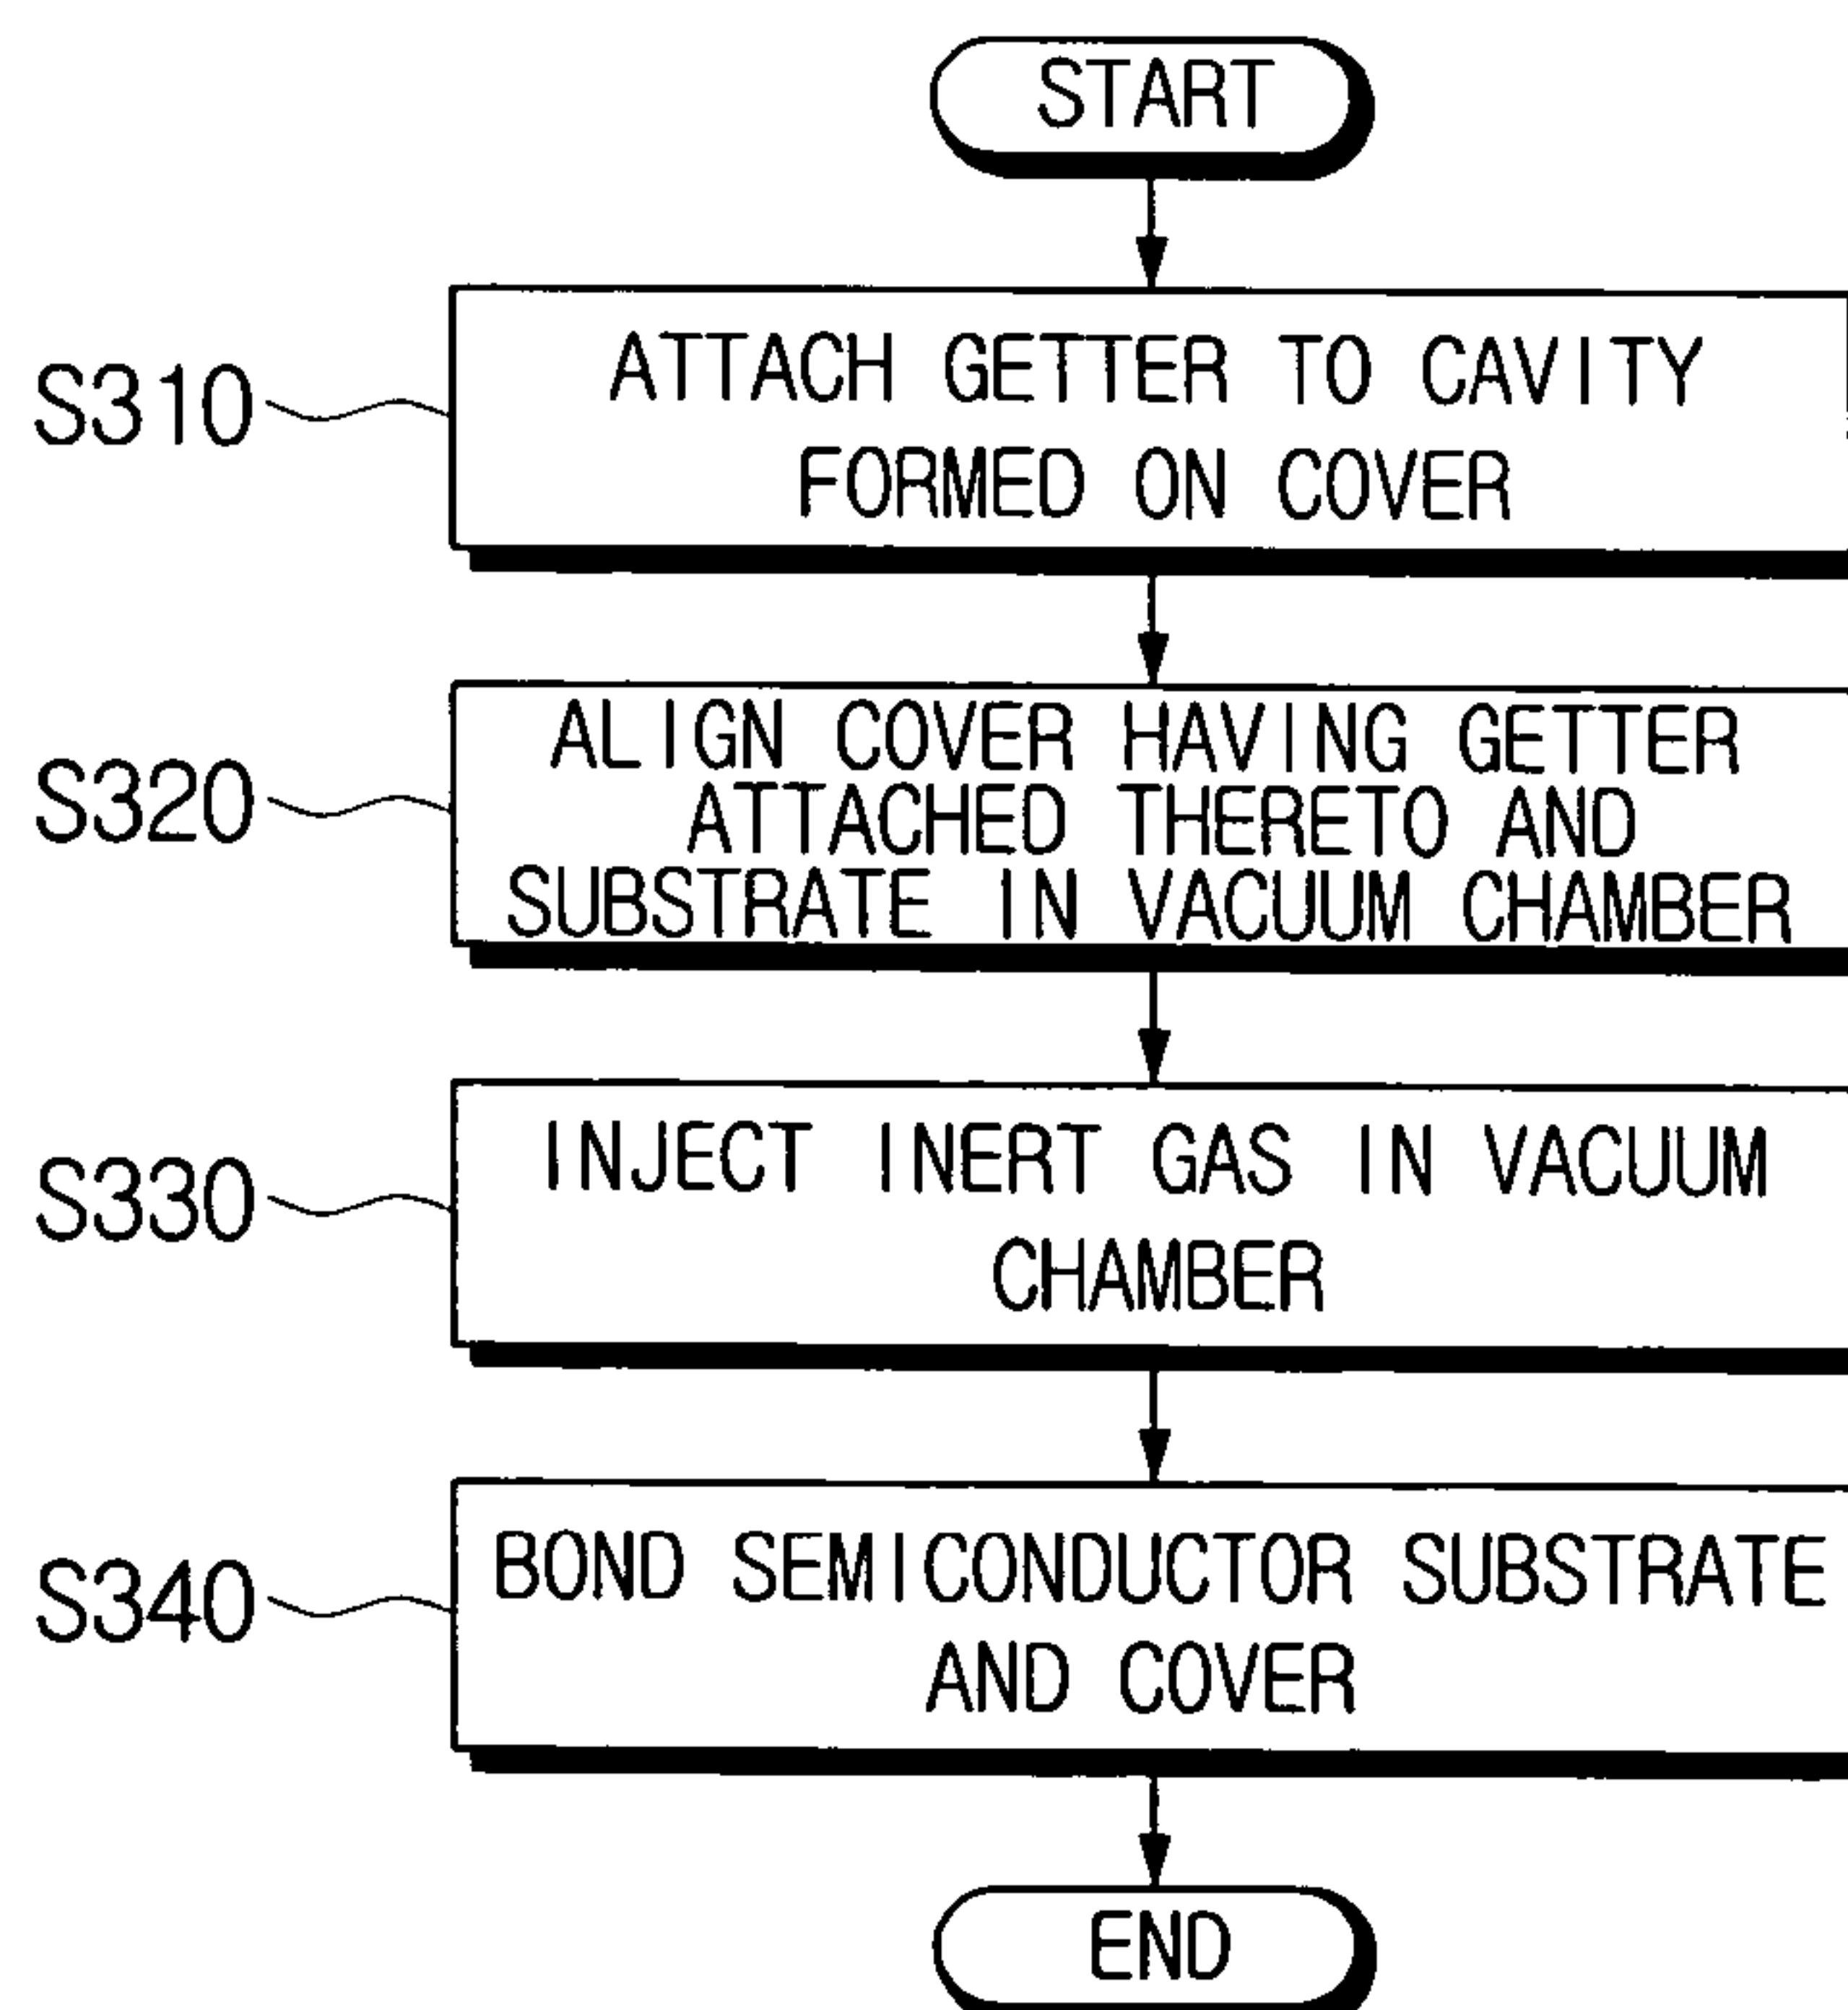 START
S310
ATTACH GETTER TO CAVITY
FORMED ON COVER
S320
ALIGN COVER HAVING GETTER
ATTACHED THERETO AND
SUBSTRATE IN VACUUM CHAMBER
S330
INJECT INERT GAS IN VACUUM
CHAMBER
S340
BOND SEMICONDUCTOR SUBSTRATE
AND COVER
END